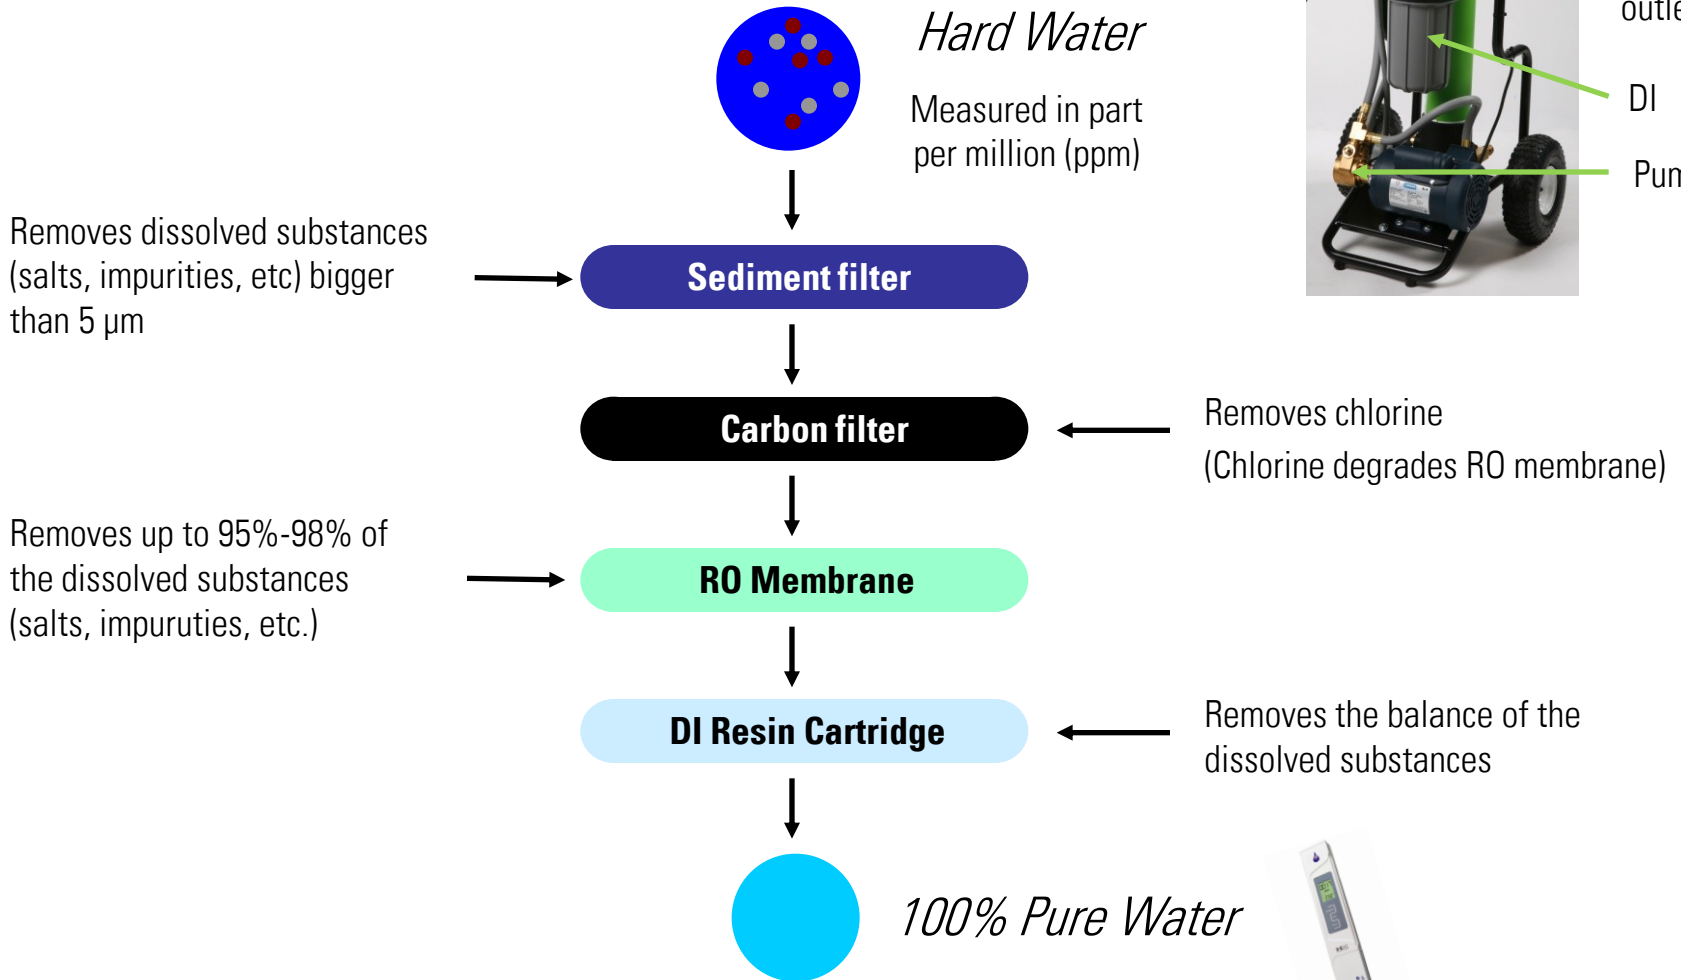 Hard Water
outle
Measured in part
per million (ppm)
DI
Pum
Removes dissolved substances
(salts, impurities, etc) bigger
than 5 µm
Sediment filter
Carbon filter
Removes chlorine
(Chlorine degrades RO membrane)
Removes up to 95%-98% of
the dissolved substances
(salts, impuruties, etc.)
RO Membrane
DI Resin Cartridge
Removes the balance of the
dissolved substances
100% Pure Water